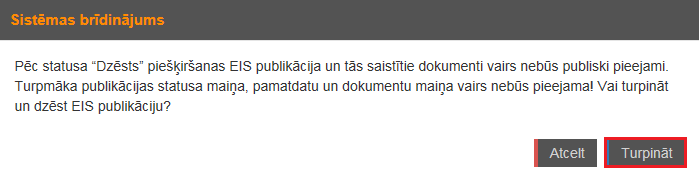 Sistēmas brīdinājums
Pēc statusa “Dzēsts” piešķiršanas EIS publikācija un tās saistītie dokumenti vairs nebūs publiski pieejami.
Turpmāka publikācijas statusa maiņa, pamatdatu un dokumentu maiņa vairs nebūs pieejama! Vai turpināt
un dzēst EIS publikāciju?
Atcelt Turpināt